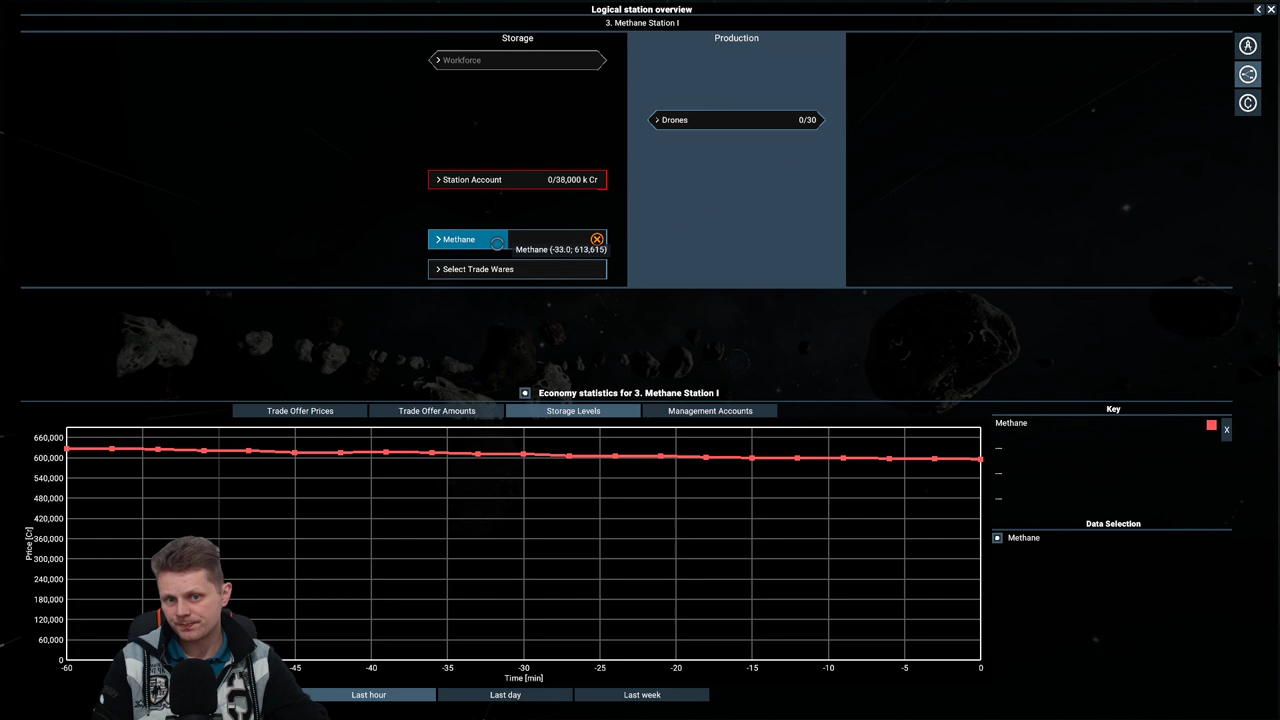 Logical station overview
3. Methane Station I
Storage
Production
Workforce
Drones 0/30
Station Account 0/38,000 k Cr
Methane
Methane (-33.0; 613,615)
Select Trade Wares
Economy statistics for 3. Methane Station I
Trade Offer Prices
Trade Offer Amounts
Storage Levels
Management Accounts
Key
Methane
X
---
---
---
Data Selection
Methane
Price [Cr]
660,000
600,000
540,000
480,000
420,000
360,000
300,000
240,000
180,000
120,000
60,000
0
-60 -45 -40 -35 -30 -25 -20 -15 -10 -5 0
Time [min]
Last hour
Last day
Last week